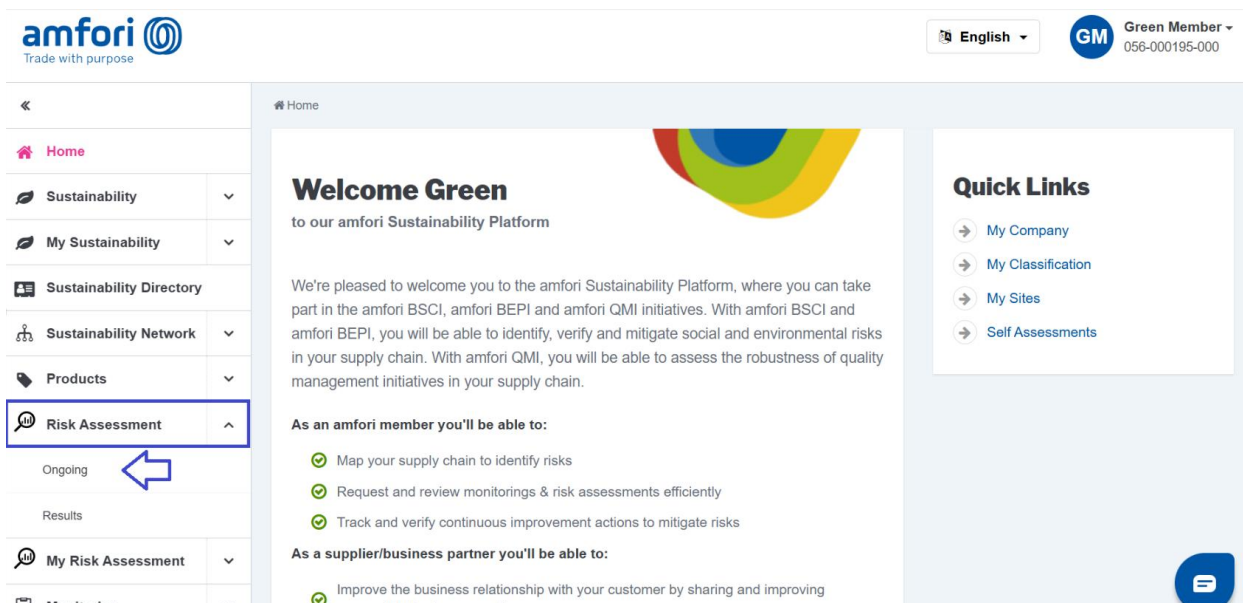 amfori
Trade with purpose
English
GM
Green Member
056-000195-000
Home
Home
Sustainability
My Sustainability
Sustainability Directory
Sustainability Network
Products
Risk Assessment
Ongoing
Results
My Risk Assessment
Welcome Green
to our amfori Sustainability Platform
We're pleased to welcome you to the amfori Sustainability Platform, where you can take
part in the amfori BSCI, amfori BEPI and amfori QMI initiatives. With amfori BSCI and
amfori BEPI, you will be able to identify, verify and mitigate social and environmental risks
in your supply chain. With amfori QMI, you will be able to assess the robustness of quality
management initiatives in your supply chain.
As an amfori member you'll be able to:
Map your supply chain to identify risks
Request and review monitorings & risk assessments efficiently
Track and verify continuous improvement actions to mitigate risks
As a supplier/business partner you'll be able to:
Improve the business relationship with your customer by sharing and improving
Quick Links
My Company
My Classification
My Sites
Self Assessments